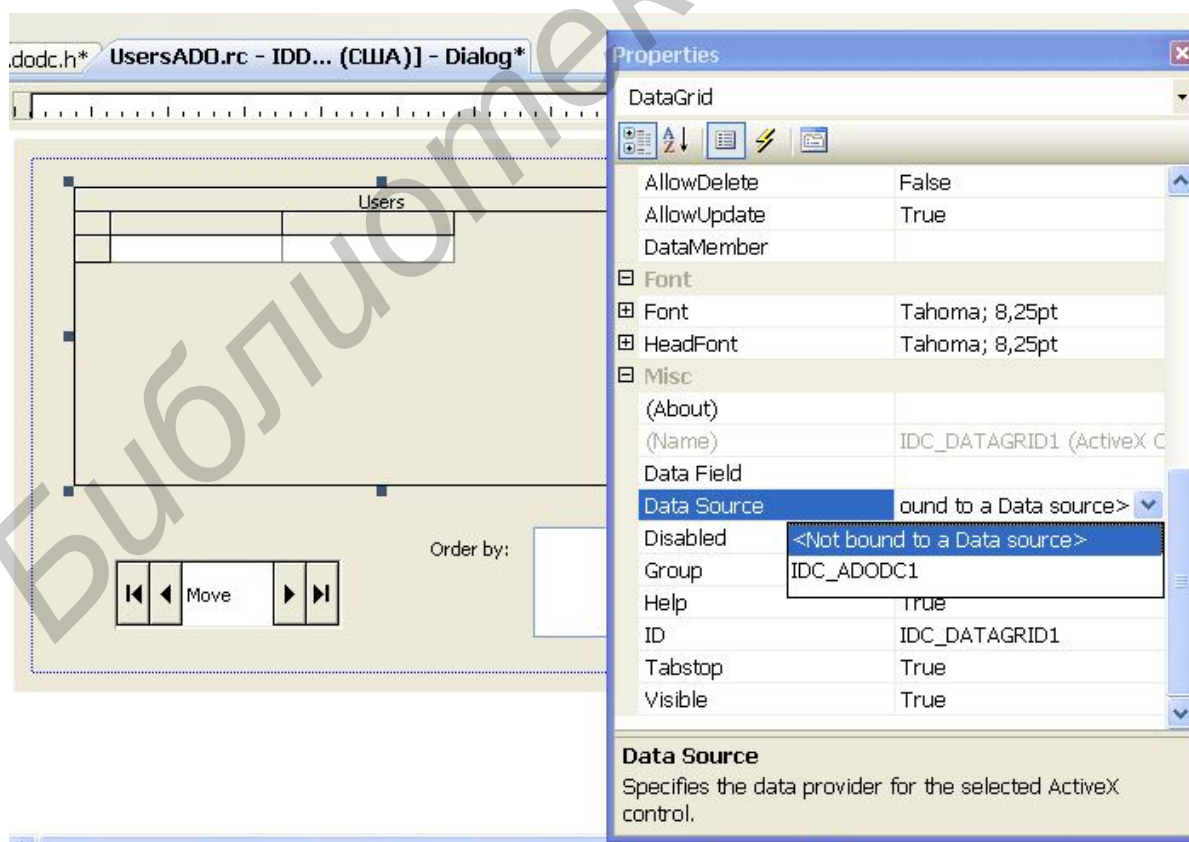 .dodc.h* UsersADO.rc - IDD... (США)] - Dialog*
Users
Order by:
Move
Properties
DataGrid
AllowDelete False
AllowUpdate True
DataMember
Font
Font Tahoma; 8,25pt
HeadFont Tahoma; 8,25pt
Misc
(About)
(Name) IDC_DATAGRID1 (ActiveX C
Data Field
Data Source ound to a Data source>
Disabled <Not bound to a Data source>
Group IDC_ADODC1
Help True
ID IDC_DATAGRID1
Tabstop True
Visible True
Data Source
Specifies the data provider for the selected ActiveX
control.
Библиотек